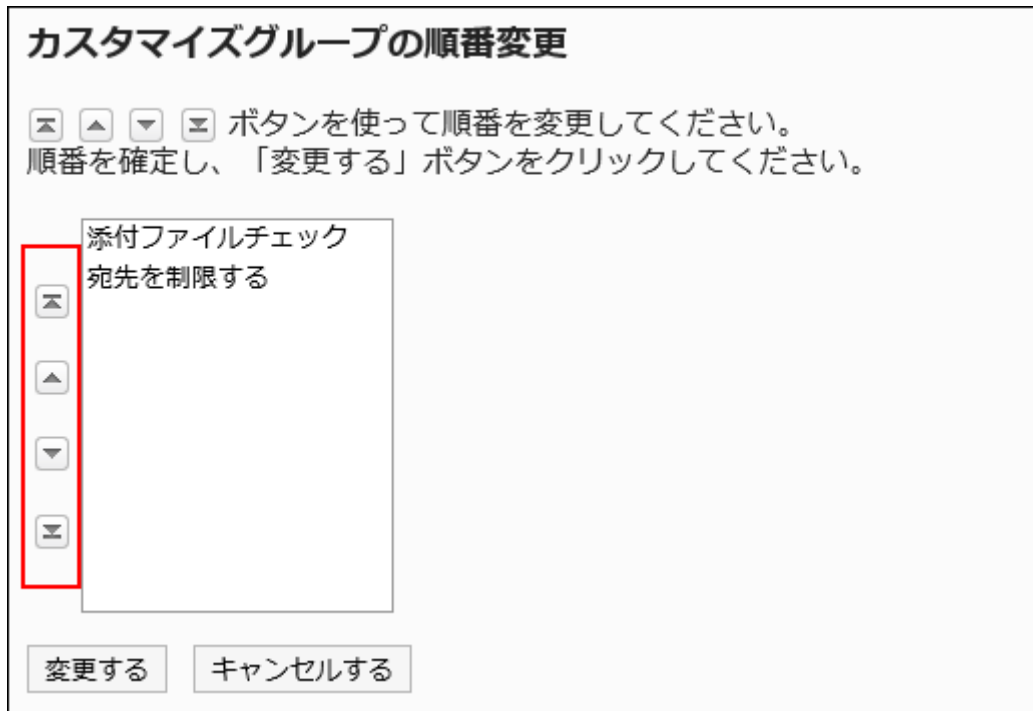 カスタマイズグループの順番変更
ボタンを使って順番を変更してください。
順番を確定し、「変更する」ボタンをクリックしてください。
添付ファイルチェック
宛先を制限する
変更する
キャンセルする